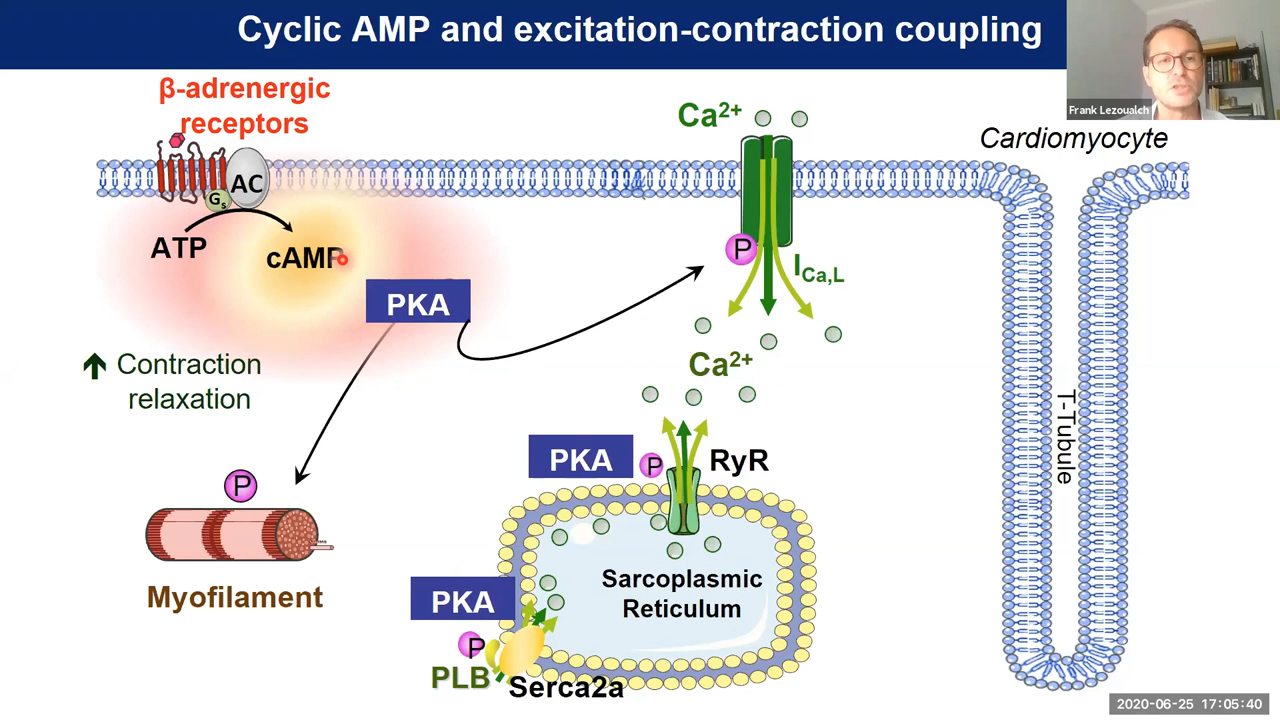 Cyclic AMP and excitation-contraction coupling
Frank Lezoualch
β-adrenergic
receptors
Ca²⁺
Cardiomyocyte
AC
Gₛ
ATP
cAMP
P
I_Ca,L
PKA
Contraction
relaxation
Ca²⁺
T-Tubule
PKA
P
RyR
P
Myofilament
Sarcoplasmic
Reticulum
PKA
P
PLB
Serca2a
2020-06-25 17:05:40